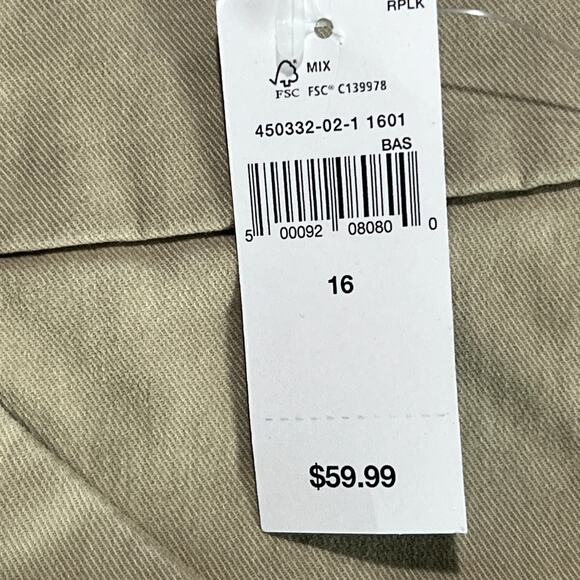 RPLK
MIX
FSC FSC® C139978
450332-02-1 1601
BAS
5 00092 08080 0
16
$59.99